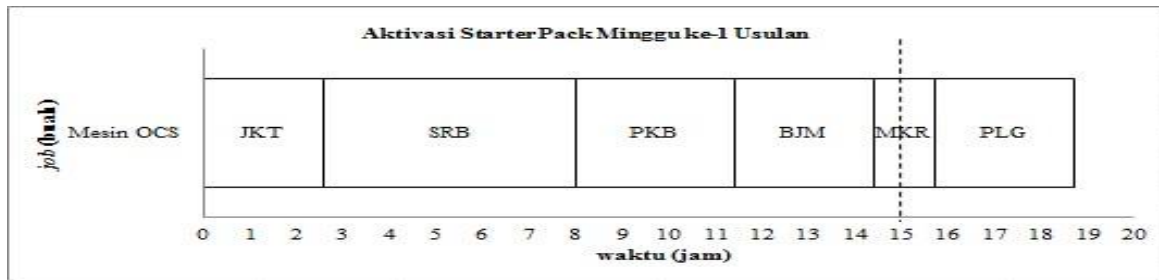 Aktivasi Starter Pack Minggu ke-1 Usulan
job (buah)
Mesin OCS
JKT SRB PKB BJM MKR PLG
0 1 2 3 4 5 6 7 8 9 10 11 12 13 14 15 16 17 18 19 20
waktu (jam)